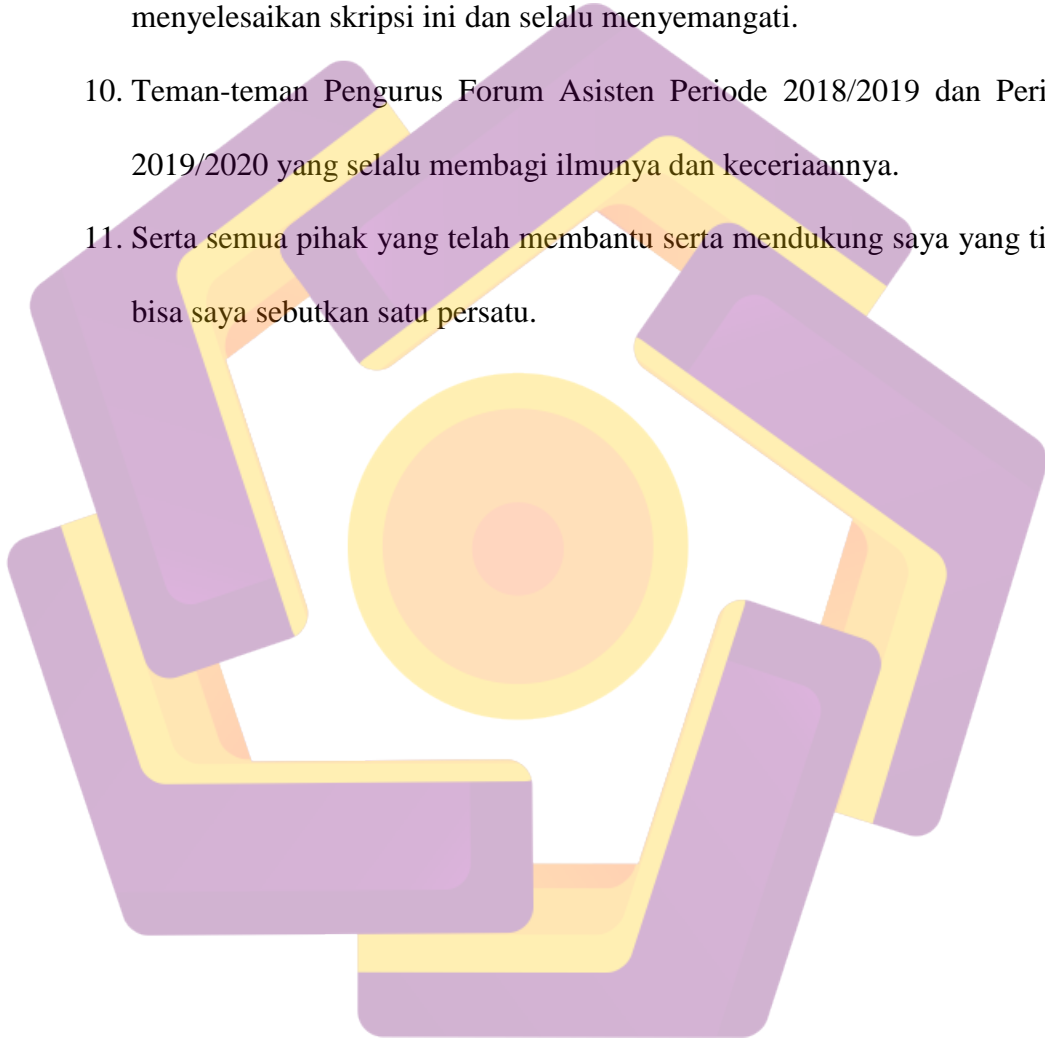 menyelesaikan skripsi ini dan selalu menyemangati.
10. Teman-teman Pengurus Forum Asisten Periode 2018/2019 dan Peri
2019/2020 yang selalu membagi ilmunya dan keceriaannya.
11. Serta semua pihak yang telah membantu serta mendukung saya yang ti
bisa saya sebutkan satu persatu.